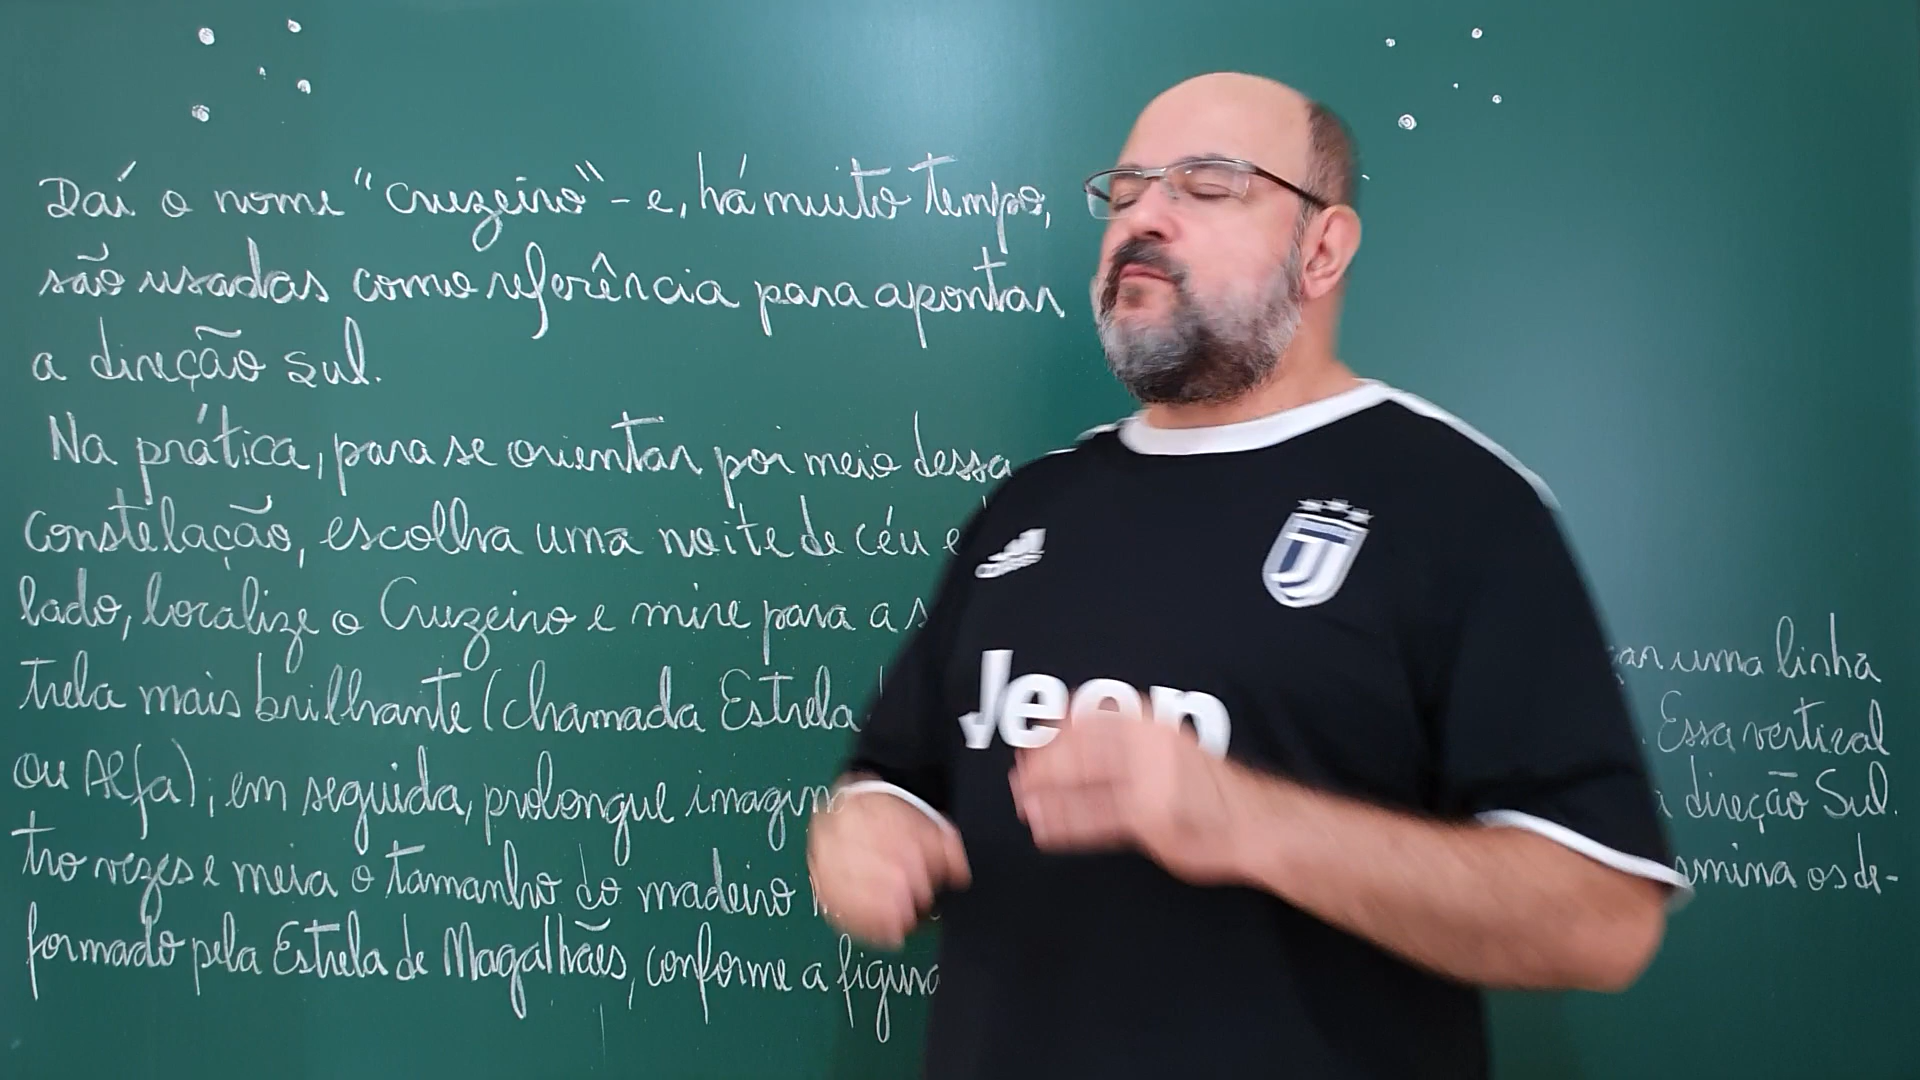 Daí o nome "Cruzeiro" - e, há muito tempo,
são usadas como referência para apontar
a direção sul.
Na prática, para se orientar por meio dessa
constelação, escolha uma noite de céu e
lado, localize o Cruzeiro e mire para a s
trela mais brilhante (chamada Estrela
ou Alfa); em seguida, prolongue imagin
tro vezes e meia o tamanho do madeiro
formado pela Estrela de Magalhães, conforme a figura
çar uma linha
. Essa vertical
a direção Sul.
omina os de-
Jeep